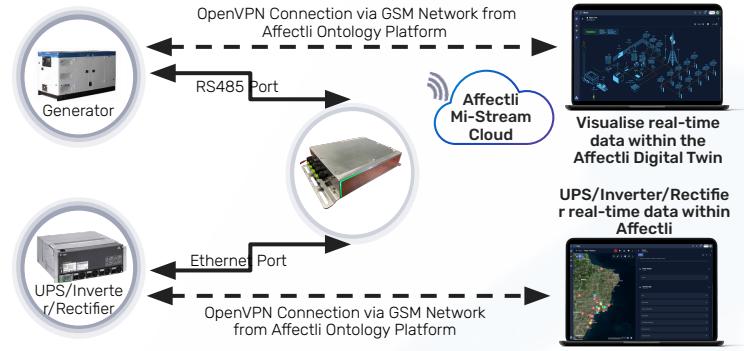 OpenVPN Connection via GSM Network from
Affectli Ontology Platform
RS485 Port
Generator
Affectli
Mi-Stream
Cloud
Visualise real-time
data within the
Affectli Digital Twin
UPS/Inverter/Rectifie
r real-time data within
Affectli
Ethernet Port
UPS/Inverte
r/Rectifier
OpenVPN Connection via GSM Network
from Affectli Ontology Platform